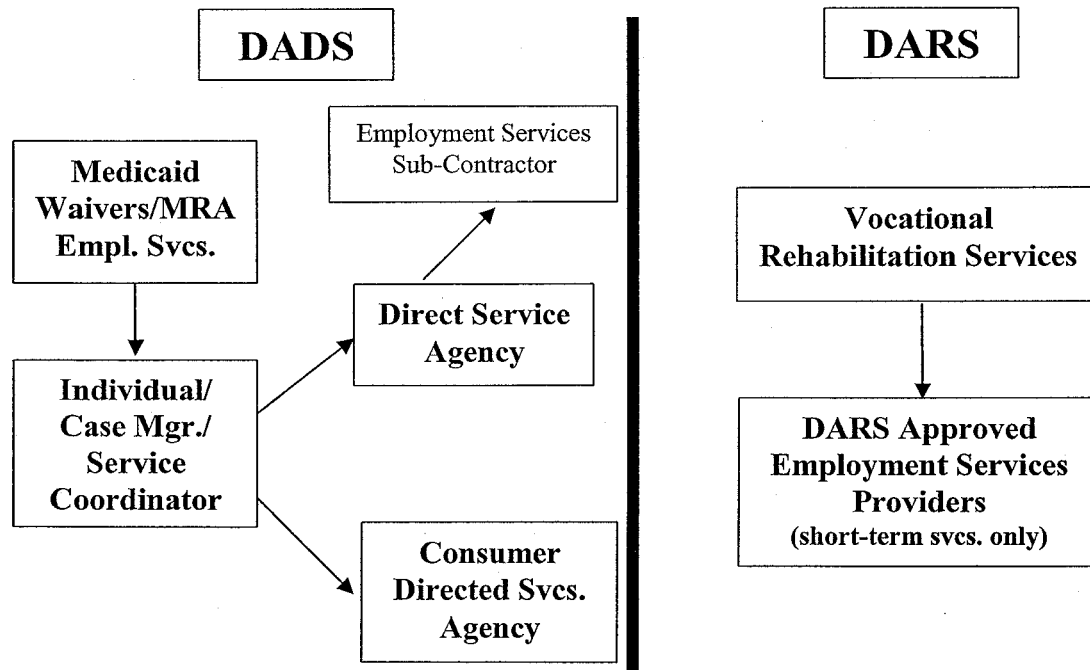 DADS
Employment Services
Sub-Contractor
Medicaid
Waivers/MRA
Empl. Svcs.
Direct Service
Agency
Individual/
Case Mgr./
Service
Coordinator
Consumer
Directed Svcs.
Agency
DARS
Vocational
Rehabilitation Services
DARS Approved
Employment Services
Providers
(short-term svcs. only)